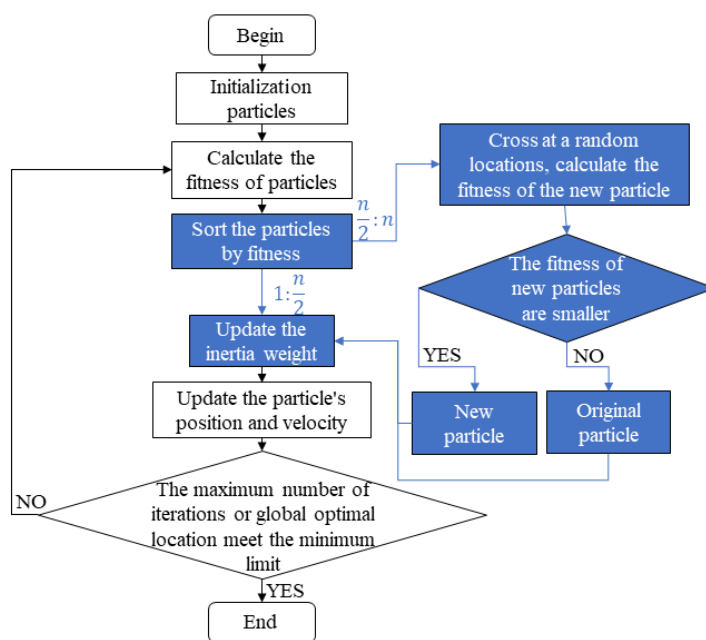 Begin
Initialization
particles
Calculate the
fitness of particles
Sort the particles
by fitness
n/2:n
Cross at a random
locations, calculate the
fitness of the new particle
The fitness of
new particles
are smaller
YES
NO
New
particle
Original
particle
1:n/2
Update the
inertia weight
Update the particle's
position and velocity
The maximum number of
iterations or global optimal
location meet the minimum
limit
NO
YES
End